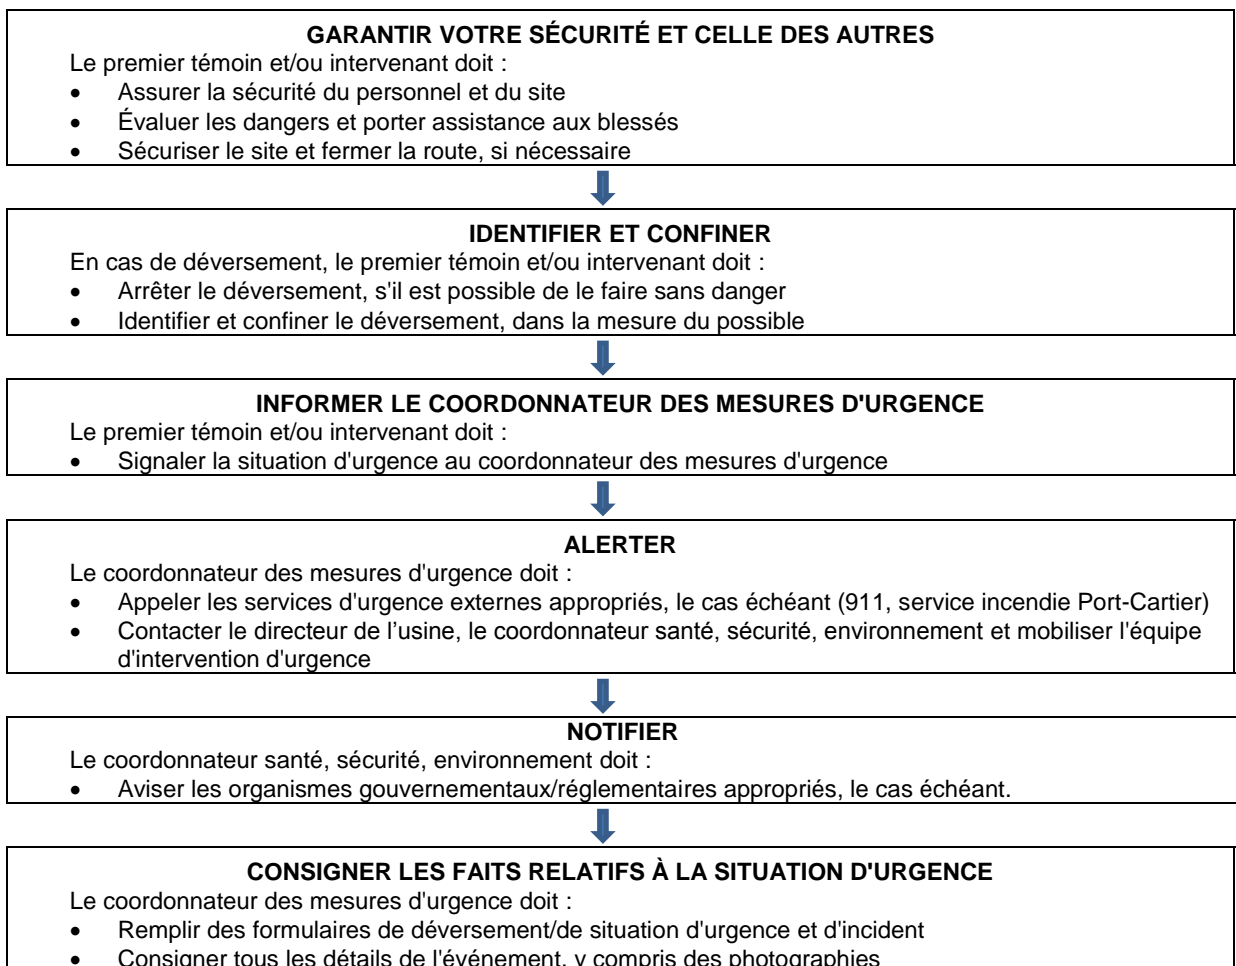 GARANTIR VOTRE SÉCURITÉ ET CELLE DES AUTRES
Le premier témoin et/ou intervenant doit :
• Assurer la sécurité du personnel et du site
• Évaluer les dangers et porter assistance aux blessés
• Sécuriser le site et fermer la route, si nécessaire
IDENTIFIER ET CONFINER
En cas de déversement, le premier témoin et/ou intervenant doit :
• Arrêter le déversement, s'il est possible de le faire sans danger
• Identifier et confiner le déversement, dans la mesure du possible
INFORMER LE COORDONNATEUR DES MESURES D'URGENCE
Le premier témoin et/ou intervenant doit :
• Signaler la situation d'urgence au coordonnateur des mesures d'urgence
ALERTER
Le coordonnateur des mesures d'urgence doit :
• Appeler les services d'urgence externes appropriés, le cas échéant (911, service incendie Port-Cartier)
• Contacter le directeur de l’usine, le coordonnateur santé, sécurité, environnement et mobiliser l'équipe
d'intervention d'urgence
NOTIFIER
Le coordonnateur santé, sécurité, environnement doit :
• Aviser les organismes gouvernementaux/réglementaires appropriés, le cas échéant.
CONSIGNER LES FAITS RELATIFS À LA SITUATION D'URGENCE
Le coordonnateur des mesures d'urgence doit :
• Remplir des formulaires de déversement/de situation d'urgence et d'incident
• Consigner tous les détails de l'événement, y compris des photographies